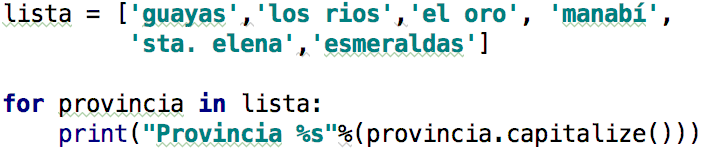 lista = ['guayas','los rios','el oro', 'manabí',
'sta. elena','esmeraldas']
for provincia in lista:
print("Provincia %s"%(provincia.capitalize()))